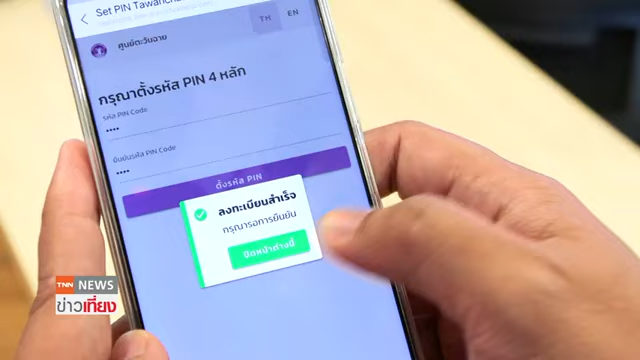 Set PIN TawanCha
ศูนย์ตะวันฉาย
TH EN
กรุณาตั้งรหัส PIN 4 หลัก
รหัส PIN Code
••••
ยืนยันรหัส PIN Code
••••
ตั้งรหัส PIN
ลงทะเบียนสำเร็จ
กรุณารอการยืนยัน
ปิดหน้าต่างนี้
TNN NEWS
ข่าวเที่ยง